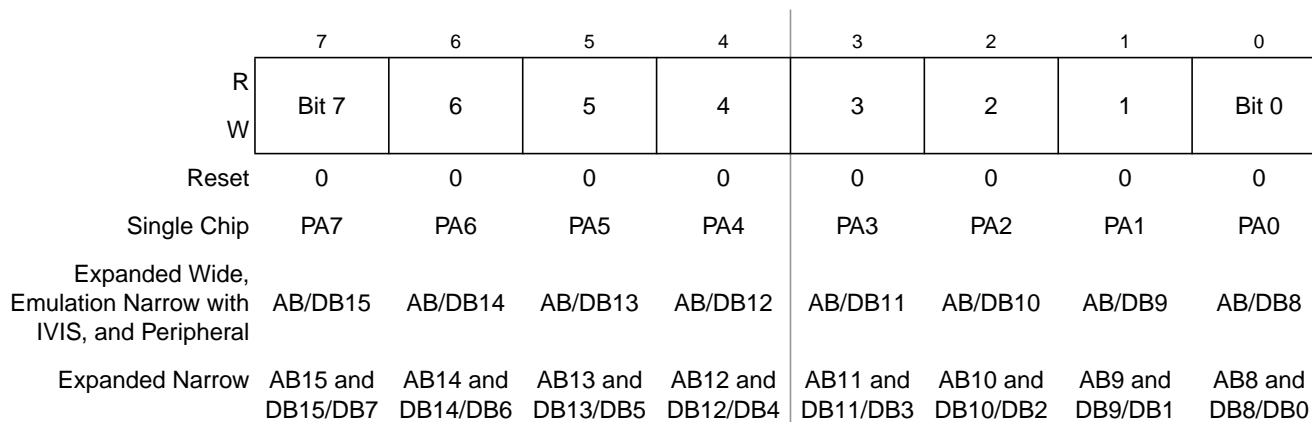 7 6 5 4 3 2 1 0
R
Bit 7 6 5 4 3 2 1 Bit 0
W
Reset 0 0 0 0 0 0 0 0
Single Chip PA7 PA6 PA5 PA4 PA3 PA2 PA1 PA0
Expanded Wide,
Emulation Narrow with AB/DB15 AB/DB14 AB/DB13 AB/DB12 AB/DB11 AB/DB10 AB/DB9 AB/DB8
IVIS, and Peripheral
Expanded Narrow AB15 and AB14 and AB13 and AB12 and AB11 and AB10 and AB9 and AB8 and
DB15/DB7 DB14/DB6 DB13/DB5 DB12/DB4 DB11/DB3 DB10/DB2 DB9/DB1 DB8/DB0